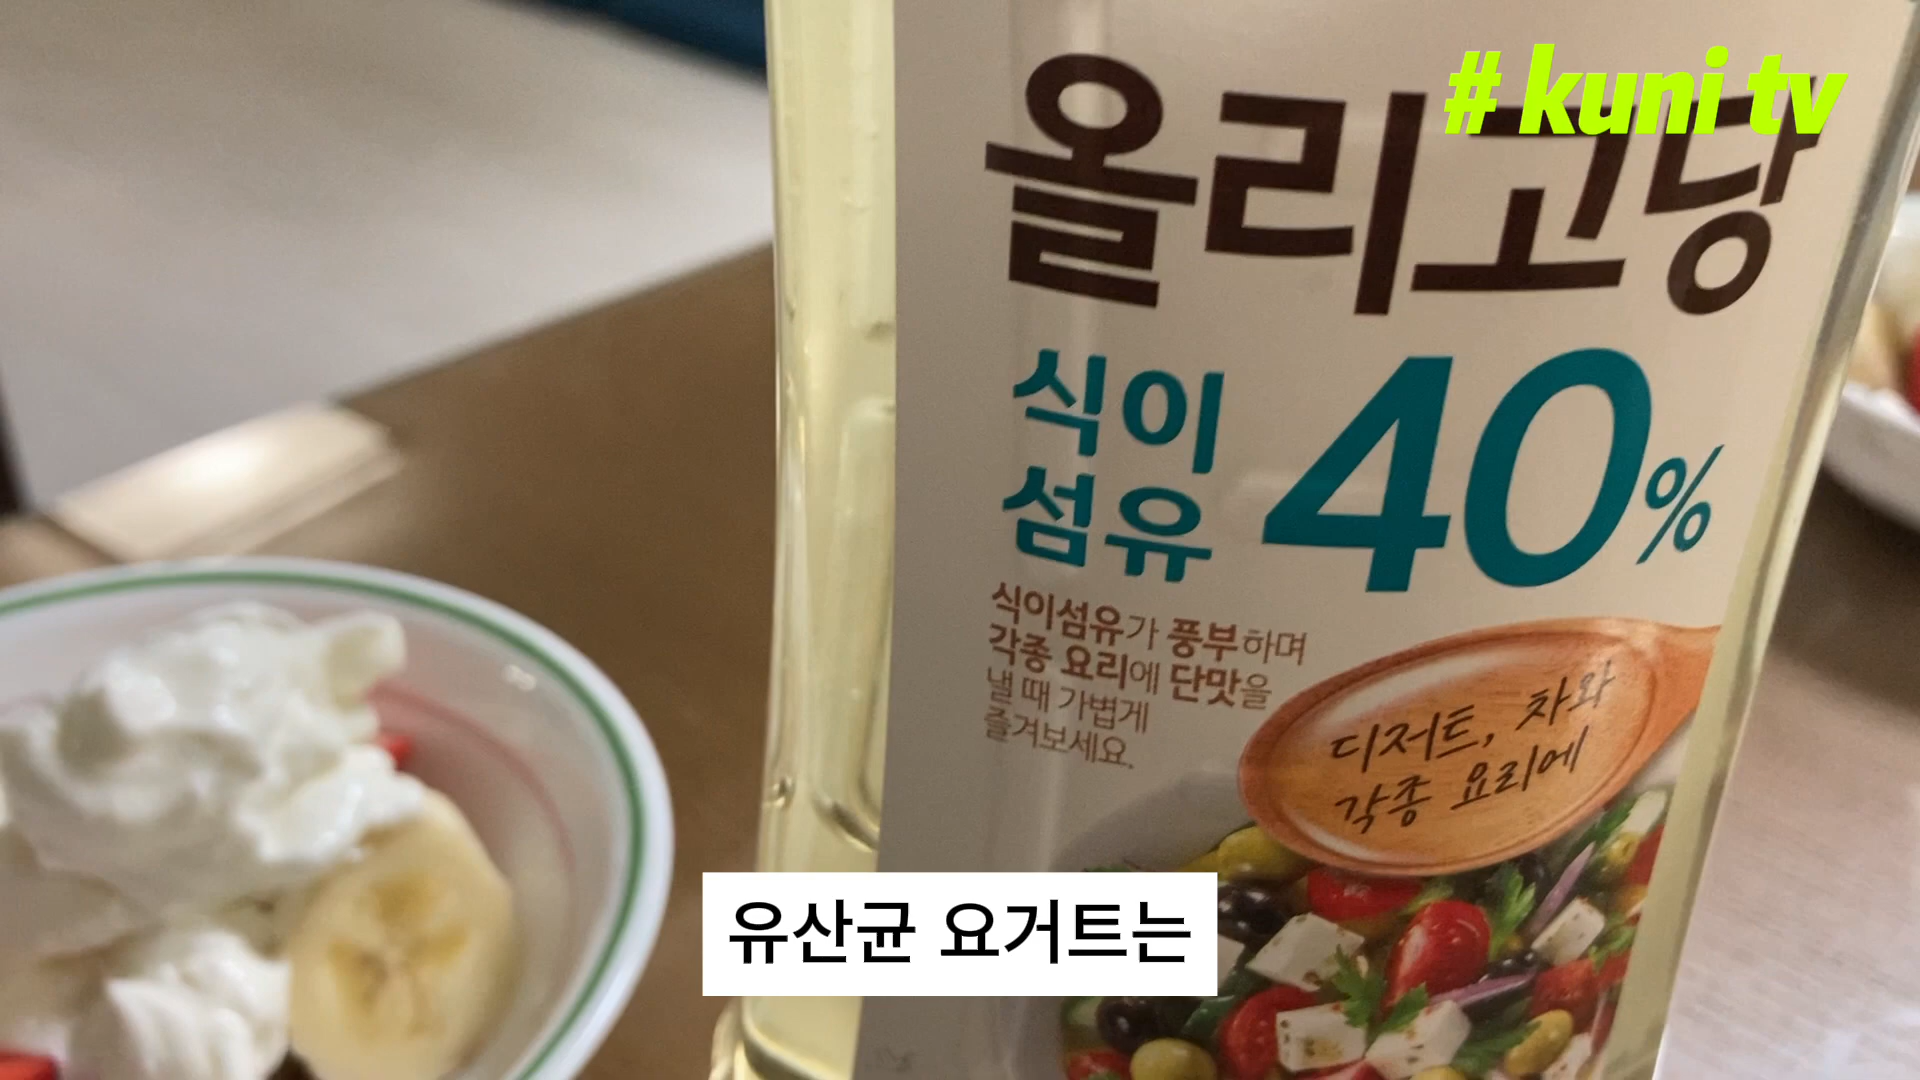 # kuni tv
올리고당
식이
섬유 40%
식이섬유가 풍부하며
각종 요리에 단맛을
낼 때 가볍게
즐겨보세요.
디저트, 차와
각종 요리에
유산균 요거트는